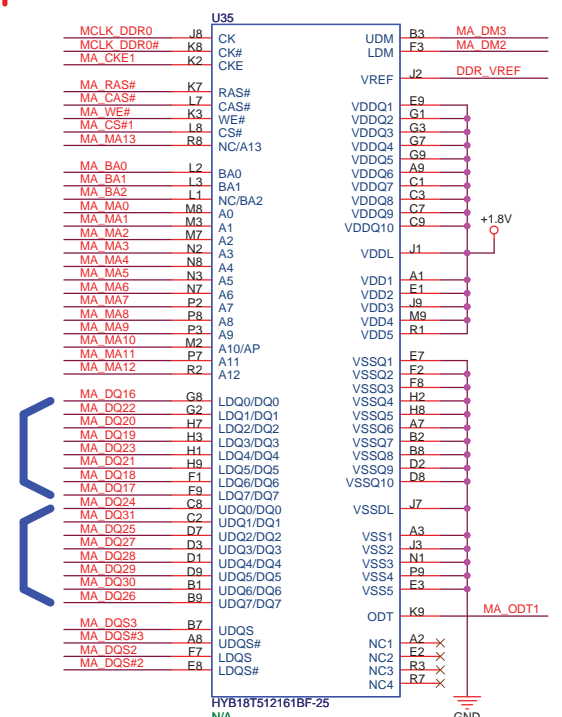 U35
MCLK_DDR0 J8 CK UDM B3 MA_DM3
MCLK_DDR0# K8 CK# LDM F3 MA_DM2
MA_CKE1 K2 CKE
VREF J2 DDR_VREF
MA_RAS# K7 RAS#
MA_CAS# L7 CAS# VDDQ1 E9
MA_WE# K3 WE# VDDQ2 G1
MA_CS#1 L8 CS# VDDQ3 G3
MA_MA13 R8 NC/A13 VDDQ4 G7
VDDQ5 G9
MA_BA0 L2 BA0 VDDQ6 A9
MA_BA1 L3 BA1 VDDQ7 C1
MA_BA2 L1 NC/BA2 VDDQ8 C3
MA_MA0 M8 A0 VDDQ9 C7
MA_MA1 M3 A1 VDDQ10 C9 +1.8V
MA_MA2 M7 A2
MA_MA3 N2 A3 VDDL J1
MA_MA4 N8 A4
MA_MA5 N3 A5 VDD1 A1
MA_MA6 N7 A6 VDD2 E1
MA_MA7 P2 A7 VDD3 J9
MA_MA8 P8 A8 VDD4 M9
MA_MA9 P3 A9 VDD5 R1
MA_MA10 M2 A10/AP
MA_MA11 P7 A11 VSSQ1 E7
MA_MA12 R2 A12 VSSQ2 F2
VSSQ3 F8
MA_DQ16 G8 LDQ0/DQ0 VSSQ4 H2
MA_DQ22 G2 LDQ1/DQ1 VSSQ5 H8
MA_DQ20 H7 LDQ2/DQ2 VSSQ6 A7
MA_DQ19 H3 LDQ3/DQ3 VSSQ7 B2
MA_DQ23 H1 LDQ4/DQ4 VSSQ8 B8
MA_DQ21 H9 LDQ5/DQ5 VSSQ9 D2
MA_DQ18 F1 LDQ6/DQ6 VSSQ10 D8
MA_DQ17 F9 LDQ7/DQ7
MA_DQ24 C8 UDQ0/DQ0 VSSDL J7
MA_DQ31 C2 UDQ1/DQ1
MA_DQ25 D7 UDQ2/DQ2 VSS1 A3
MA_DQ27 D3 UDQ3/DQ3 VSS2 J3
MA_DQ28 D1 UDQ4/DQ4 VSS3 N1
MA_DQ29 D9 UDQ5/DQ5 VSS4 P9
MA_DQ30 B1 UDQ6/DQ6 VSS5 E3
MA_DQ26 B9 UDQ7/DQ7
ODT K9 MA_ODT1
MA_DQS3 B7 UDQS
MA_DQS#3 A8 UDQS# NC1 A2
MA_DQS2 F7 LDQS NC2 E2
MA_DQS#2 E8 LDQS# NC3 R3
NC4 R7
HYB18T512161BF-25
N/A GND